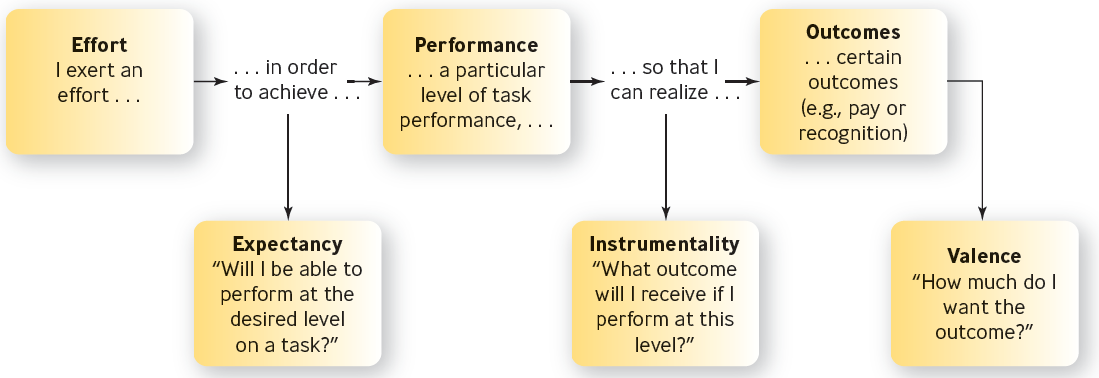 Effort
I exert an
effort . . .
. . . in order
to achieve . . .
Performance
. . . a particular
level of task
performance, . . .
. . . so that I
can realize . . .
Outcomes
. . . certain
outcomes
(e.g., pay or
recognition)
Expectancy
“Will I be able to
perform at the
desired level
on a task?”
Instrumentality
“What outcome
will I receive if I
perform at this
level?”
Valence
“How much do I
want the
outcome?”